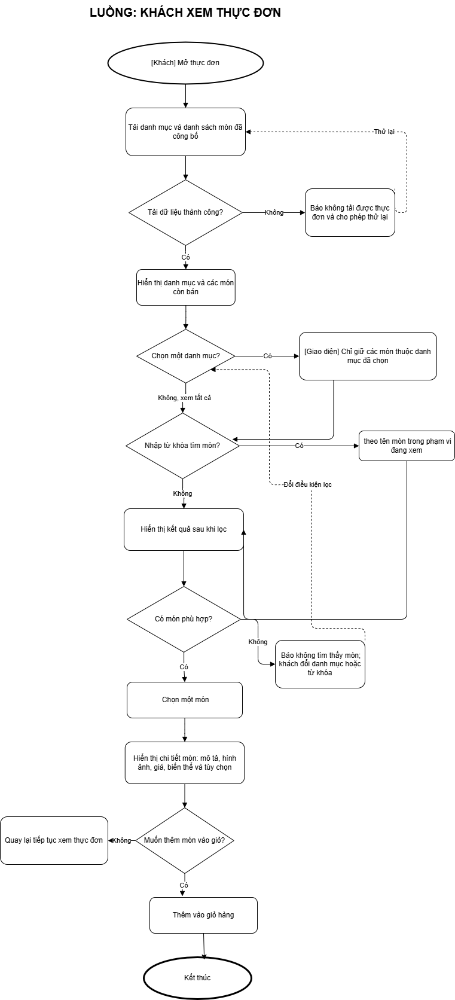 LUỒNG: KHÁCH XEM THỰC ĐƠN
[Khách] Mở thực đơn
Tải danh mục và danh sách món đã
công bố
Thử lại
Tải dữ liệu thành công?
Không
Báo không tải được thực
đơn và cho phép thử lại
Có
Hiển thị danh mục và các món
còn bán
Chọn một danh mục?
Có
[Giao diện] Chỉ giữ các món thuộc danh
mục đã chọn
Không, xem tất cả
Nhập từ khóa tìm món?
Có
theo tên món trong phạm vi
đang xem
Đổi điều kiện lọc
Không
Hiển thị kết quả sau khi lọc
Có món phù hợp?
Không
Báo không tìm thấy món;
khách đổi danh mục hoặc
từ khóa
Có
Chọn một món
Hiển thị chi tiết món: mô tả, hình
ảnh, giá, biến thể và tùy chọn
Muốn thêm món vào giỏ?
Không
Quay lại tiếp tục xem thực đơn
Có
Thêm vào giỏ hàng
Kết thúc